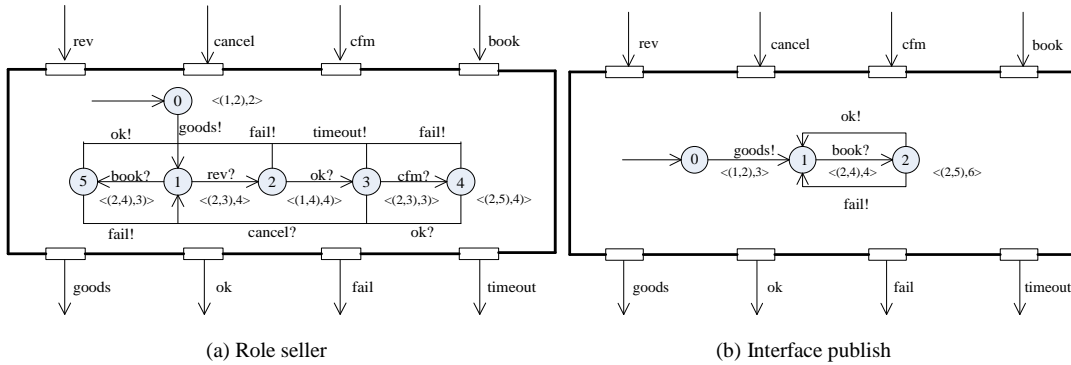 rev cancel cfm book
rev cancel cfm book
0 <(1,2),2>
goods!
ok! fail! timeout! fail!
5 book? 1 rev? 2 ok? 3 cfm? 4
<(2,4),3> <(2,3),4> <(1,4),4> <(2,3),3> <(2,5),4>
fail! cancel? ok?
ok!
0 goods! 1 book? 2
<(1,2),3> <(2,4),4> <(2,5),6>
fail!
goods ok fail timeout
goods ok fail timeout
(a) Role seller
(b) Interface publish